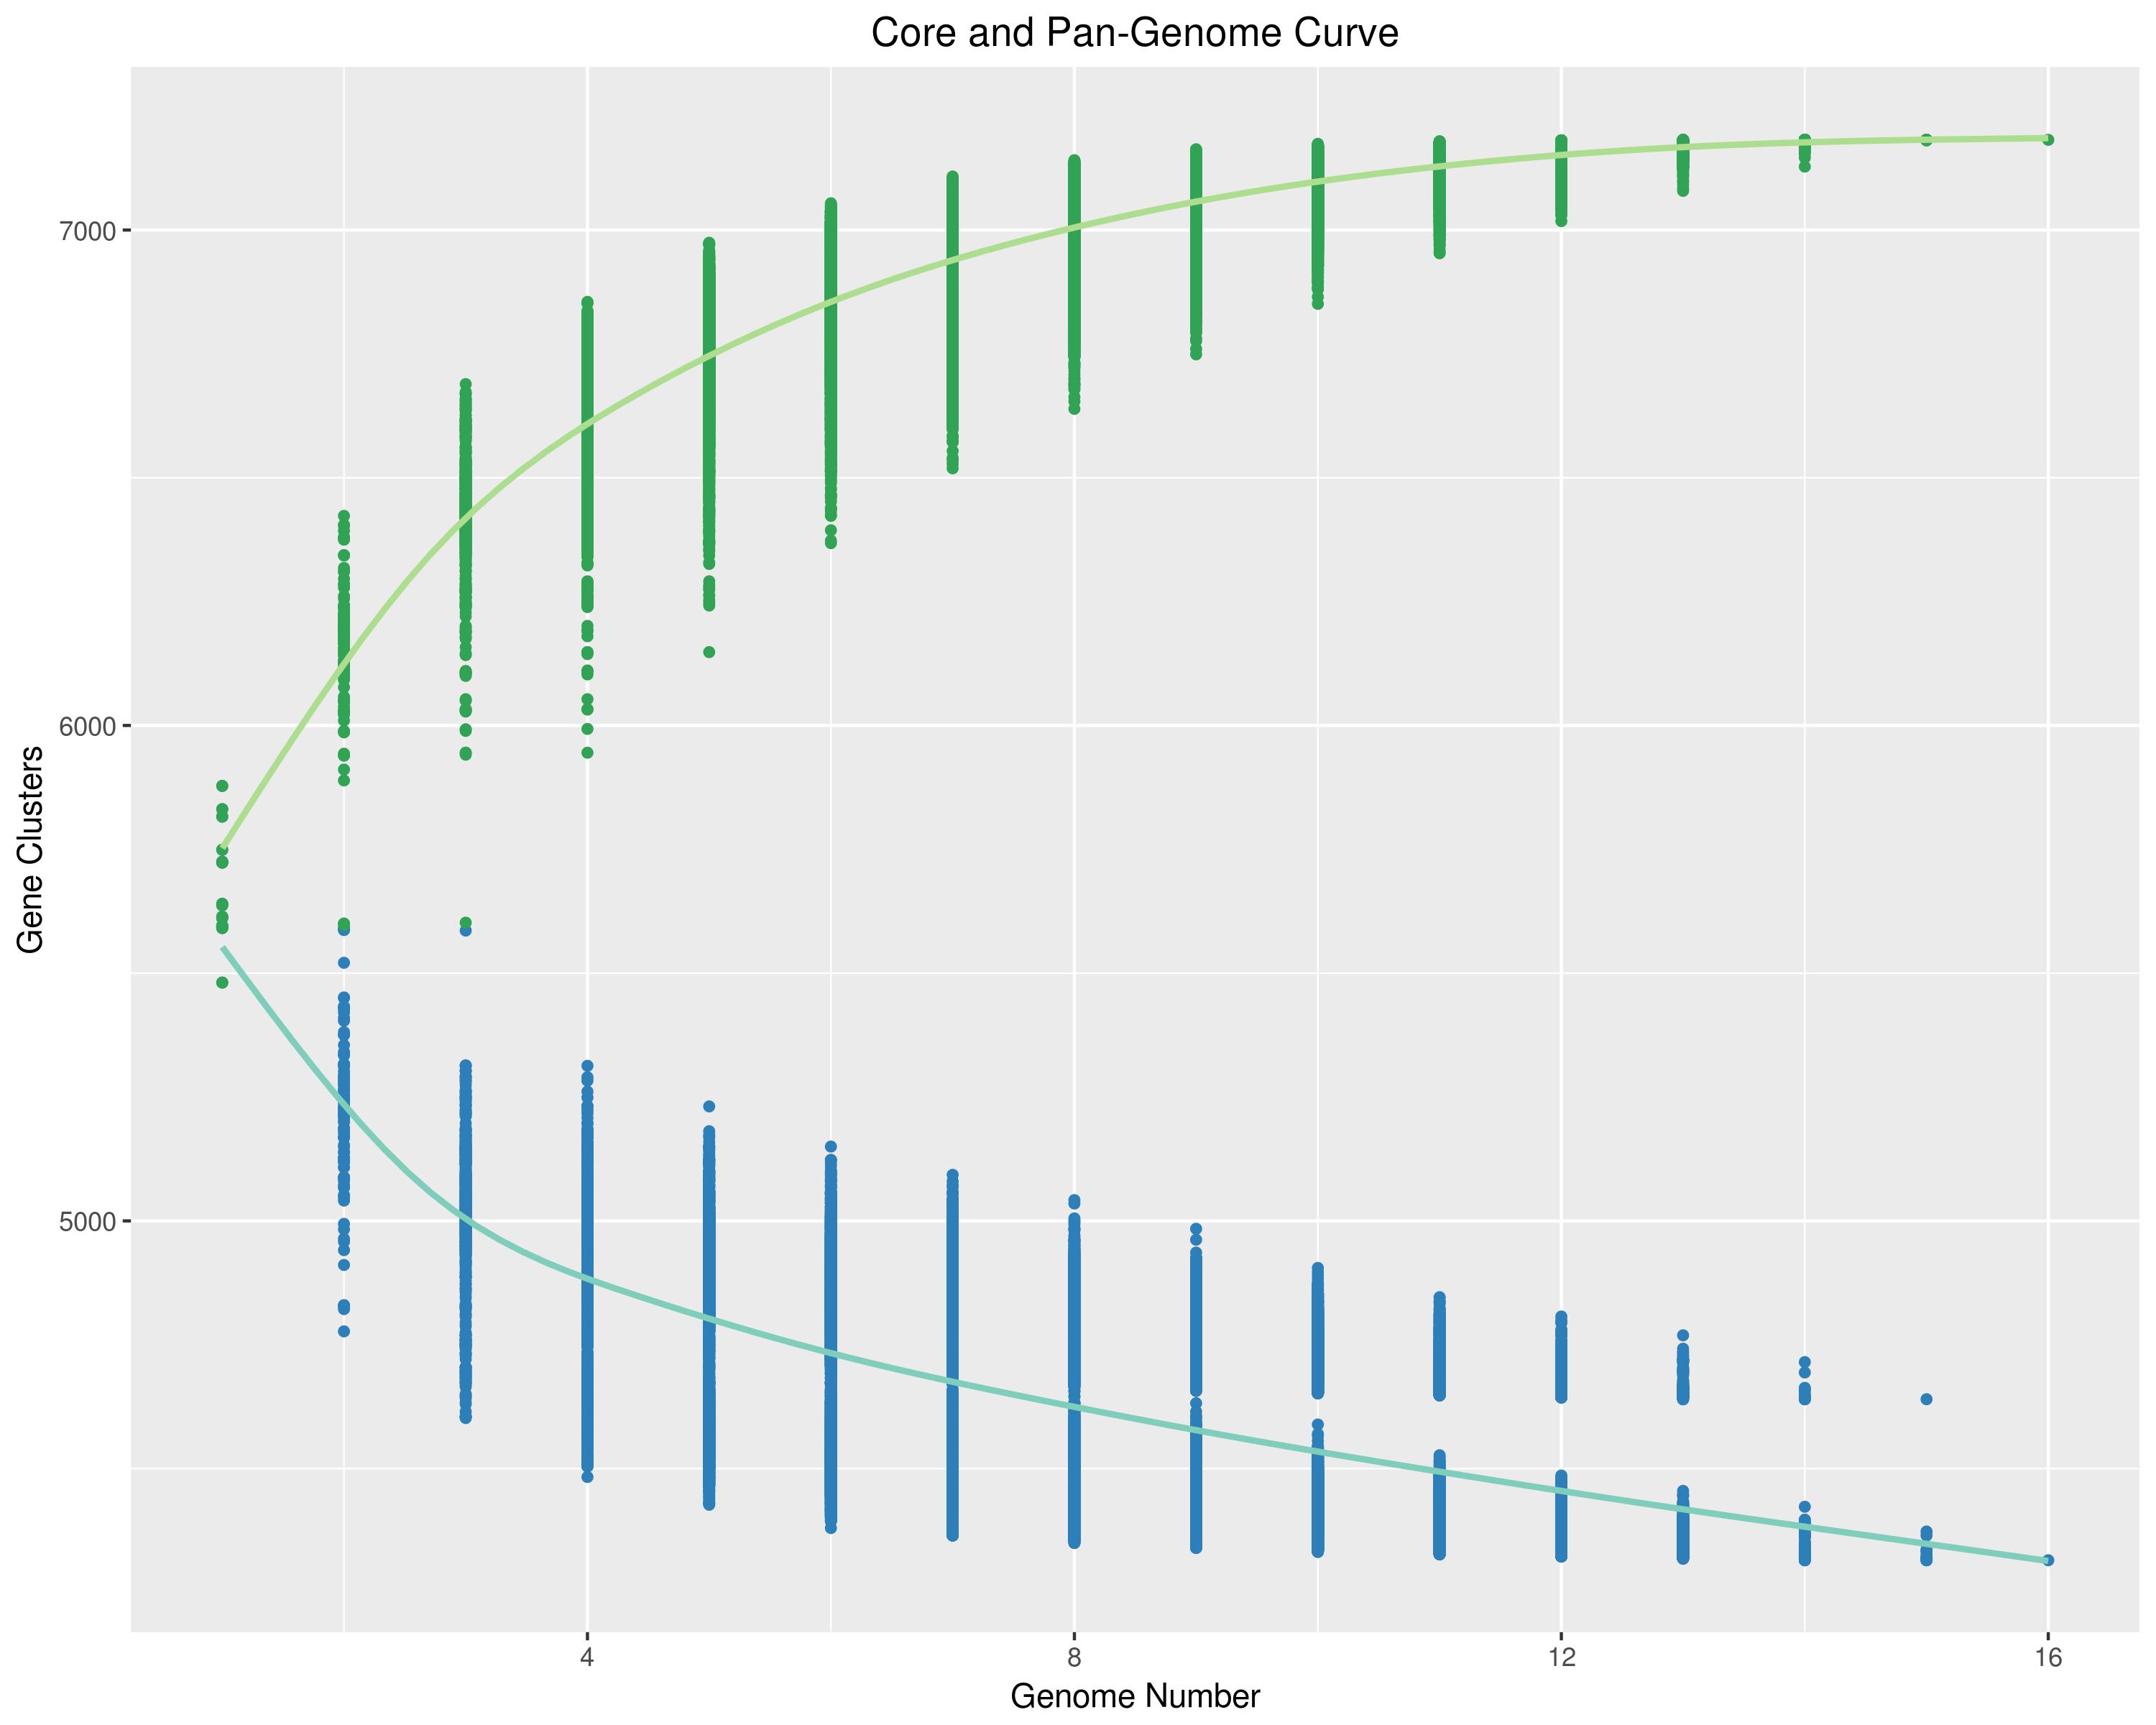 Core and Pan-Genome Curve
Gene Clusters
7000
6000
5000
4
8
12
16
Genome Number